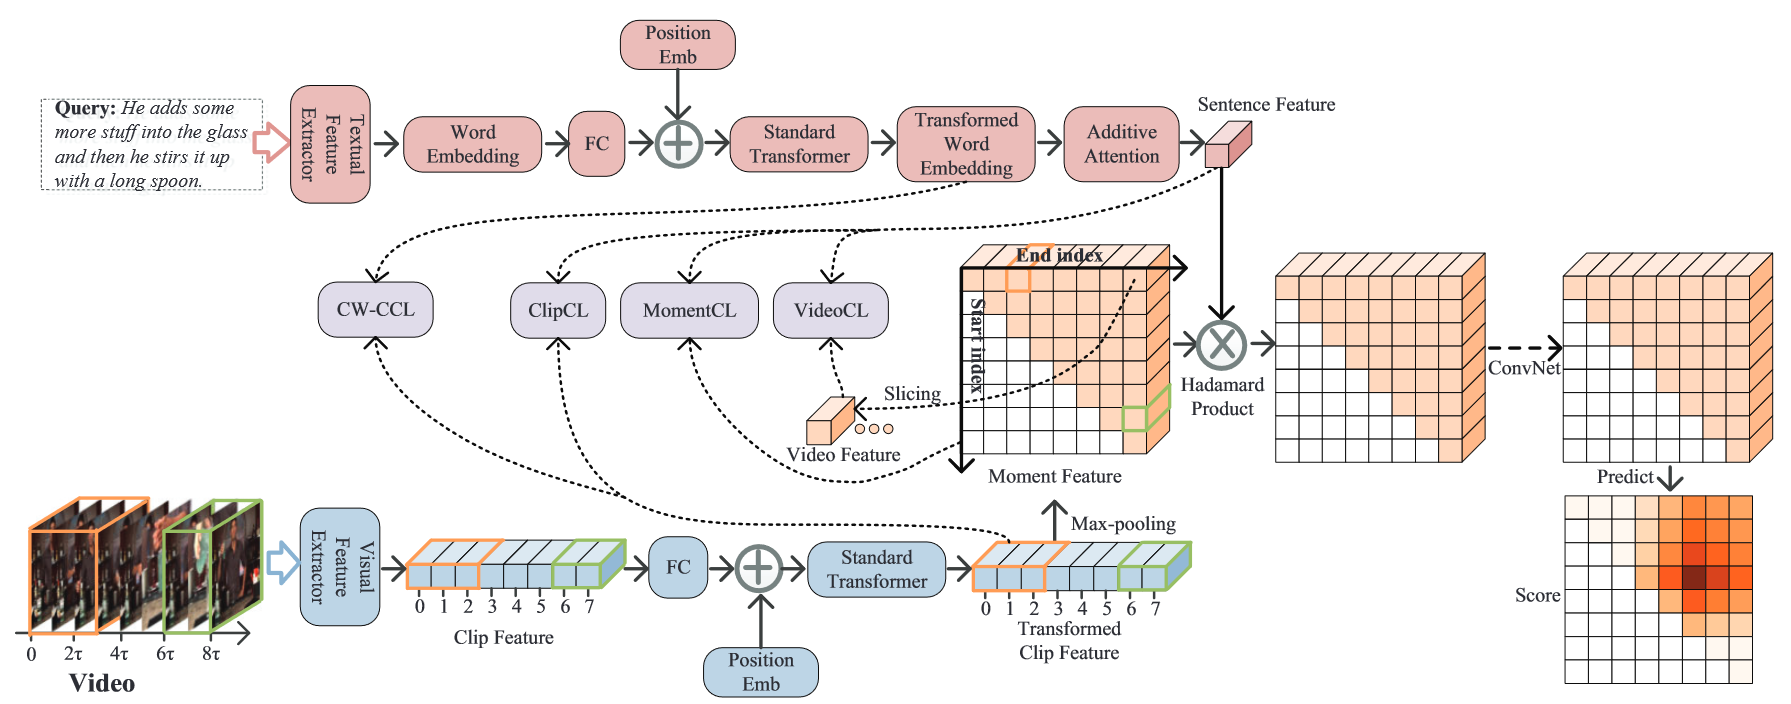 Position
Emb
Query: He adds some
more stuff into the glass
and then he stirs it up
with a long spoon.
Textual
Feature
Extractor
Word
Embedding
FC
Standard
Transformer
Transformed
Word
Embedding
Additive
Attention
Sentence Feature
CW-CCL
ClipCL
MomentCL
VideoCL
End index
Start index
Slicing
Video Feature
Moment Feature
Hadamard
Product
ConvNet
Predict
Score
Max-pooling
Visual
Feature
Extractor
0 1 2 3 4 5 6 7
Clip Feature
FC
Standard
Transformer
Position
Emb
0 1 2 3 4 5 6 7
Transformed
Clip Feature
0 2τ 4τ 6τ 8τ
Video